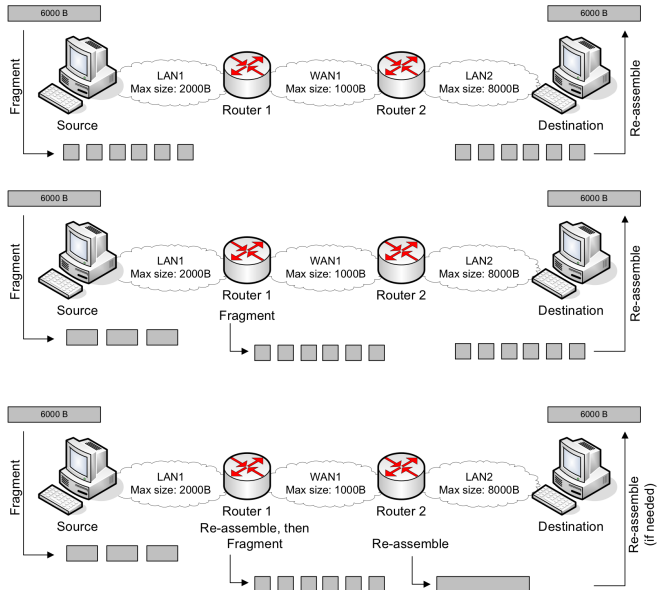 6000 B
6000 B
Fragment
LAN1
Max size: 2000B
WAN1
Max size: 1000B
LAN2
Max size: 8000B
Re-assemble
Source
Router 1
Router 2
Destination
6000 B
6000 B
Fragment
LAN1
Max size: 2000B
WAN1
Max size: 1000B
LAN2
Max size: 8000B
Re-assemble
Source
Router 1
Router 2
Destination
Fragment
6000 B
6000 B
Fragment
LAN1
Max size: 2000B
WAN1
Max size: 1000B
LAN2
Max size: 8000B
Re-assemble
(if needed)
Source
Router 1
Router 2
Destination
Re-assemble, then
Fragment
Re-assemble